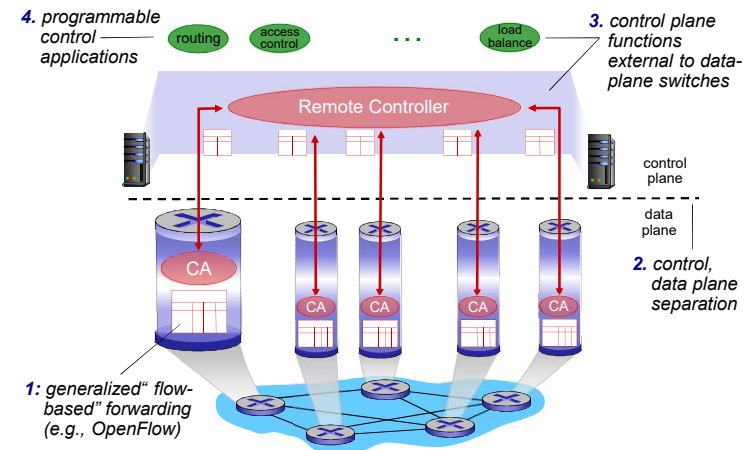 4. programmable
control
applications
routing
access
control
. . .
load
balance
3. control plane
functions
external to data-
plane switches
Remote Controller
control
plane
data
plane
CA
CA
CA
CA
CA
2. control,
data plane
separation
1: generalized“ flow-
based” forwarding
(e.g., OpenFlow)